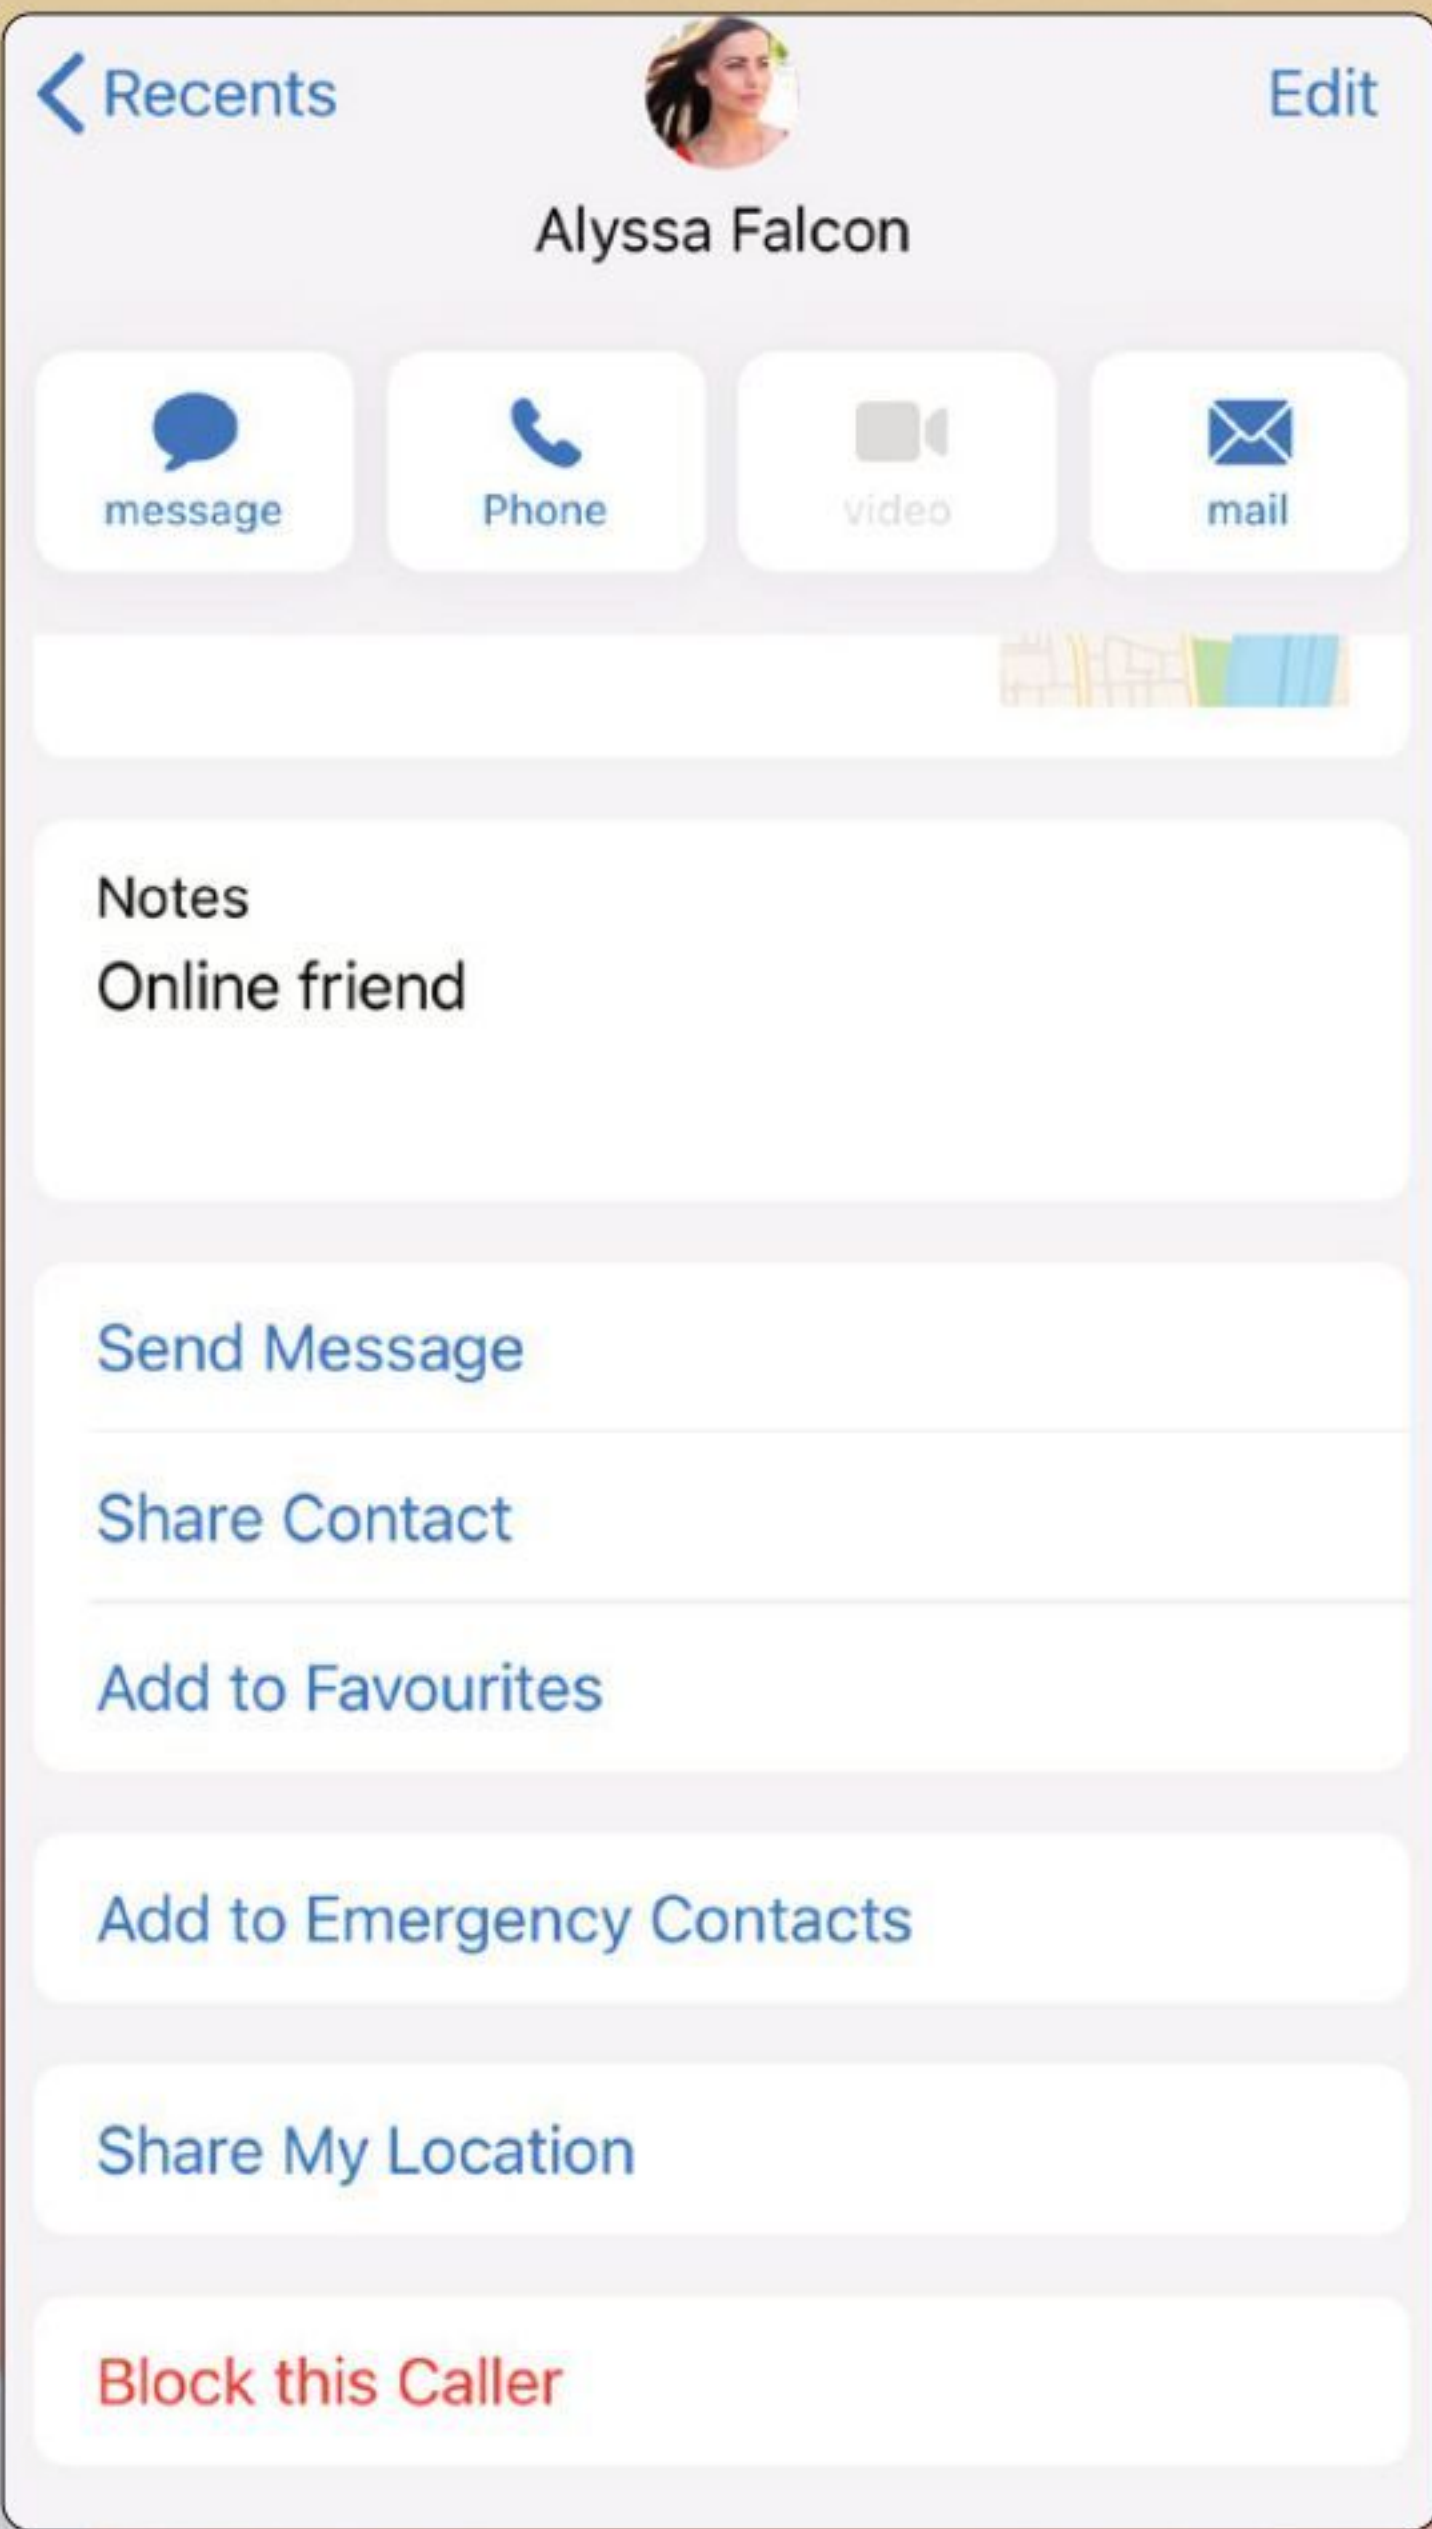 Recents
Edit
Alyssa Falcon
message
Phone
video
mail
Notes
Online friend
Send Message
Share Contact
Add to Favourites
Add to Emergency Contacts
Share My Location
Block this Caller